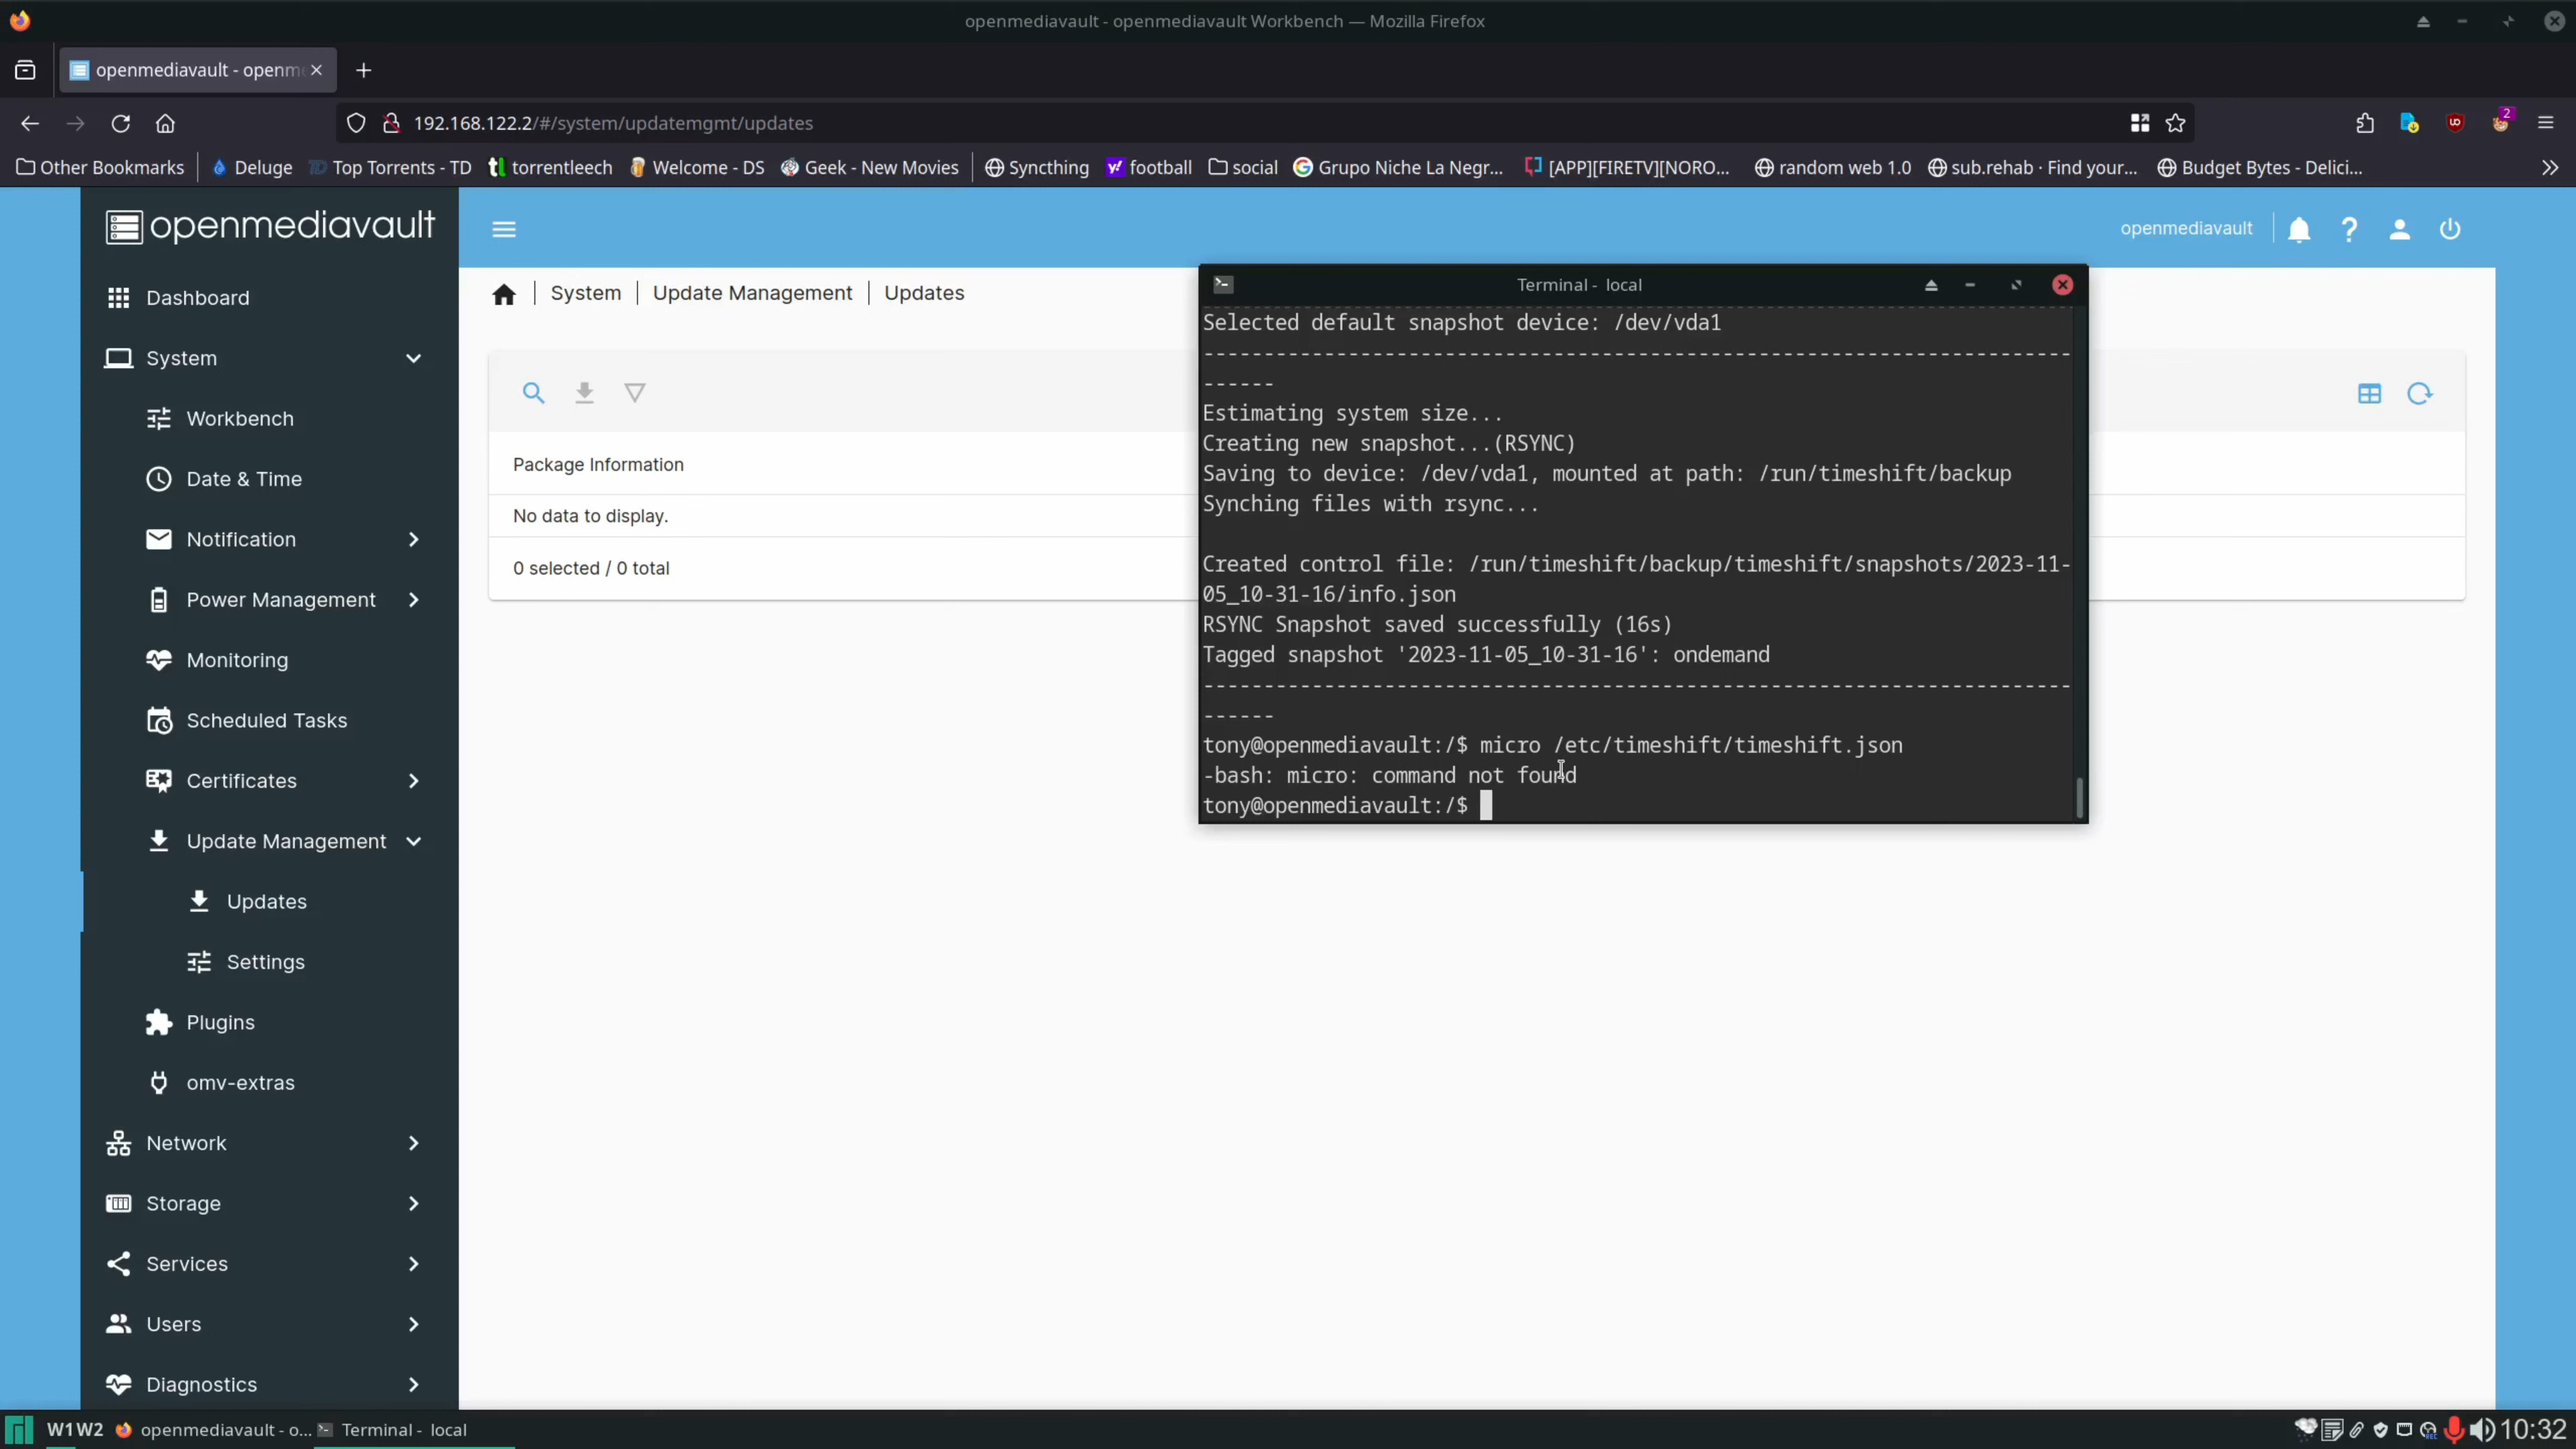 openmediavault - openmediavault Workbench — Mozilla Firefox
openmediavault - openm
192.168.122.2/#/system/updatemgmt/updates
2
Other Bookmarks
Deluge
Top Torrents - TD
torrentleech
Welcome - DS
Geek - New Movies
Syncthing
football
social
Grupo Niche La Negr...
[APP][FIRETV][NORO...
random web 1.0
sub.rehab · Find your...
Budget Bytes - Delici...
openmediavault
openmediavault
Dashboard
System
Workbench
Date & Time
Notification
Power Management
Monitoring
Scheduled Tasks
Certificates
Update Management
Updates
Settings
Plugins
omv-extras
Network
Storage
Services
Users
Diagnostics
System | Update Management | Updates
Package Information
No data to display.
0 selected / 0 total
Terminal - local
Selected default snapshot device: /dev/vda1
------------------------------------------------------------------------
------
Estimating system size...
Creating new snapshot...(RSYNC)
Saving to device: /dev/vda1, mounted at path: /run/timeshift/backup
Synching files with rsync...
Created control file: /run/timeshift/backup/timeshift/snapshots/2023-11-
05_10-31-16/info.json
RSYNC Snapshot saved successfully (16s)
Tagged snapshot '2023-11-05_10-31-16': ondemand
------------------------------------------------------------------------
------
tony@openmediavault:/$ micro /etc/timeshift/timeshift.json
-bash: micro: command not found
tony@openmediavault:/$
W1 W2
openmediavault - o...
Terminal - local
10:32